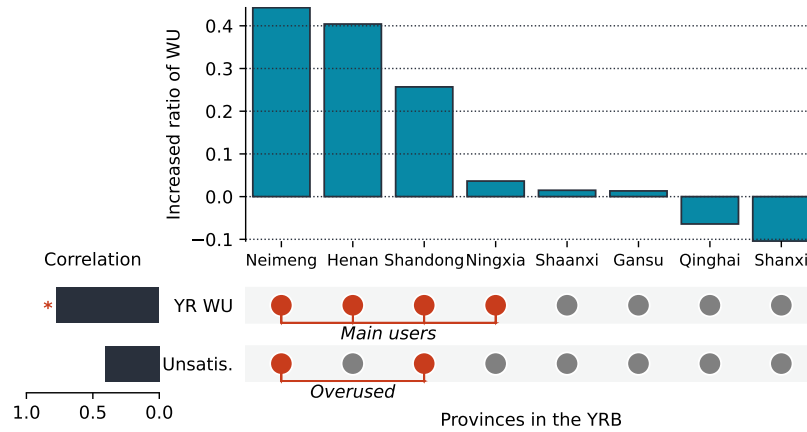 Increased ratio of WU
0.4
0.3
0.2
0.1
0.0
−0.1
Neimeng Henan Shandong Ningxia Shaanxi Gansu Qinghai Shanxi
Correlation
* YR WU
Main users
Unsatis.
Overused
1.0 0.5 0.0
Provinces in the YRB